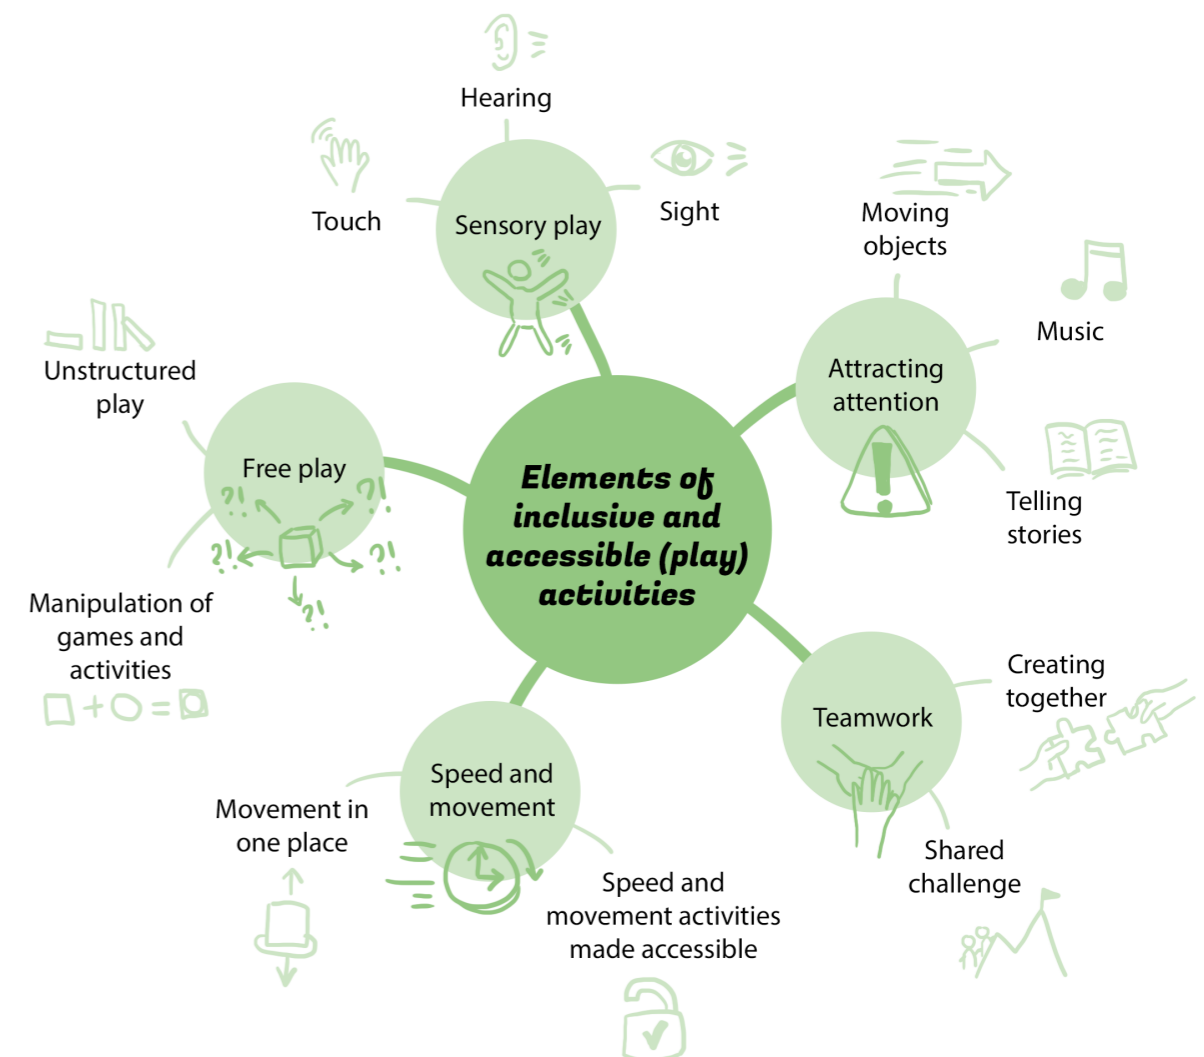 Elements of
inclusive and
accessible (play)
activities
Sensory play
Touch
Hearing
Sight
Attracting
attention
Moving
objects
Music
Telling
stories
Teamwork
Creating
together
Shared
challenge
Speed and
movement
Speed and
movement activities
made accessible
Movement in
one place
Free play
Manipulation of
games and
activities
Unstructured
play
?!
?!
?!
?!
?!